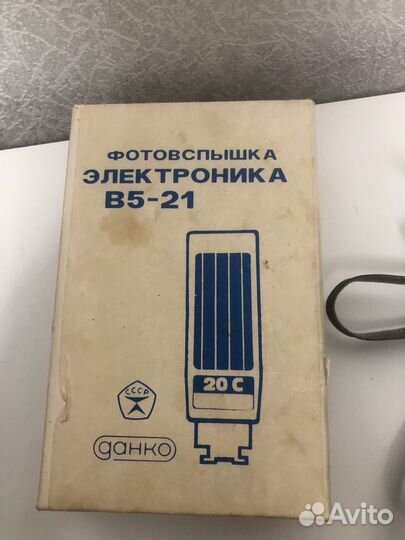 ФОТОВСПЫШКА
ЭЛЕКТРОНИКА
В5-21
20 С
СССР
данко
Avito